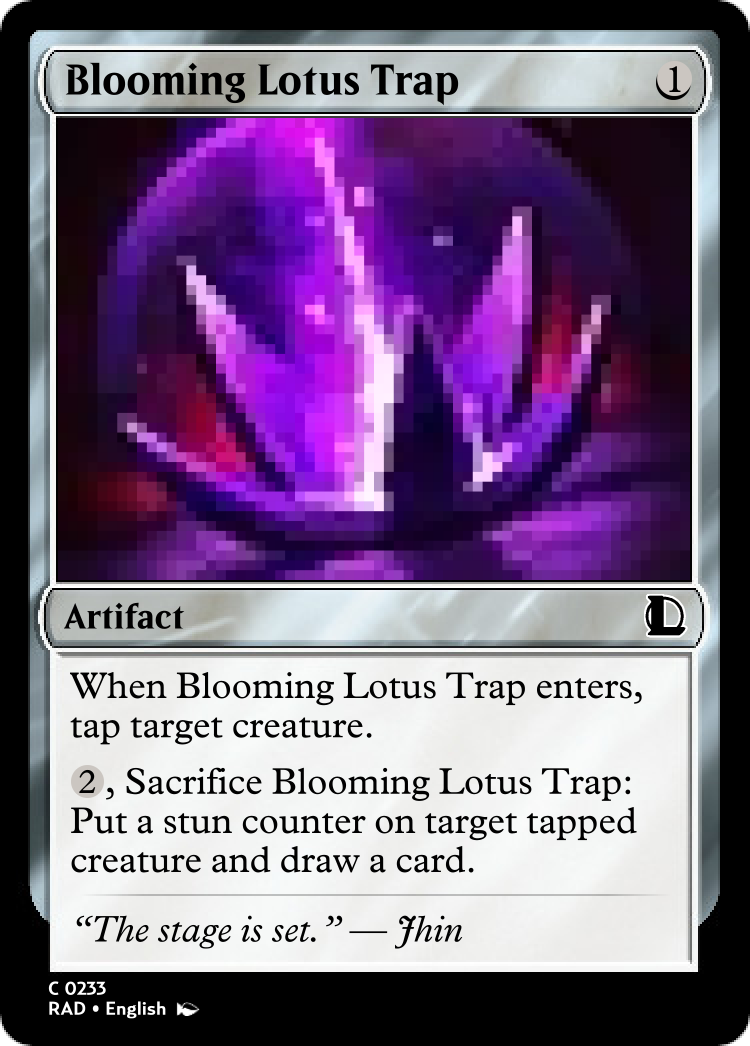 Blooming Lotus Trap 1
Artifact
When Blooming Lotus Trap enters,
tap target creature.
2, Sacrifice Blooming Lotus Trap:
Put a stun counter on target tapped
creature and draw a card.
“The stage is set.” — Jhin
C 0233
RAD • English